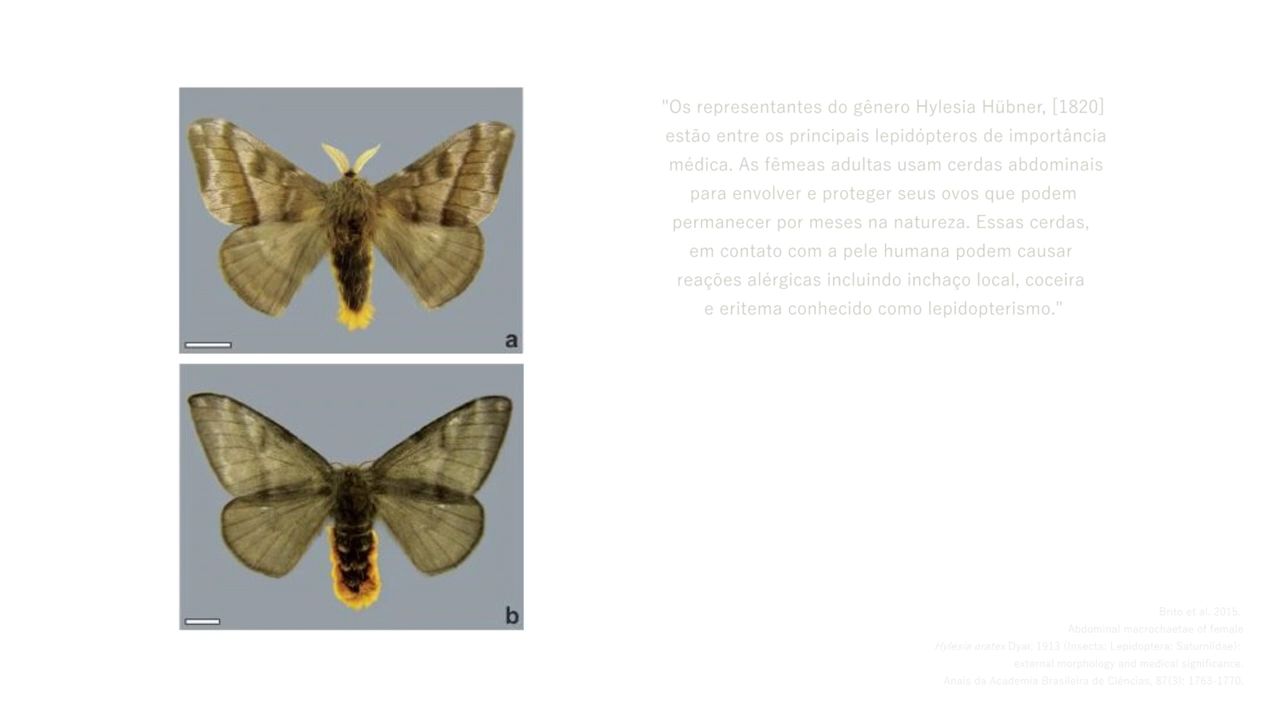 a
b
"Os representantes do gênero Hylesia Hübner, [1820]
estão entre os principais lepidópteros de importância
médica. As fêmeas adultas usam cerdas abdominais
para envolver e proteger seus ovos que podem
permanecer por meses na natureza. Essas cerdas,
em contato com a pele humana podem causar
reações alérgicas incluindo inchaço local, coceira
e eritema conhecido como lepidopterismo."
Brito et al. 2015.
Abdominal macrochaetae of female
Hylesia oratex Dyar, 1913 (Insecta: Lepidoptera: Saturniidae):
external morphology and medical significance.
Anais da Academia Brasileira de Ciências, 87(3): 1763-1770.